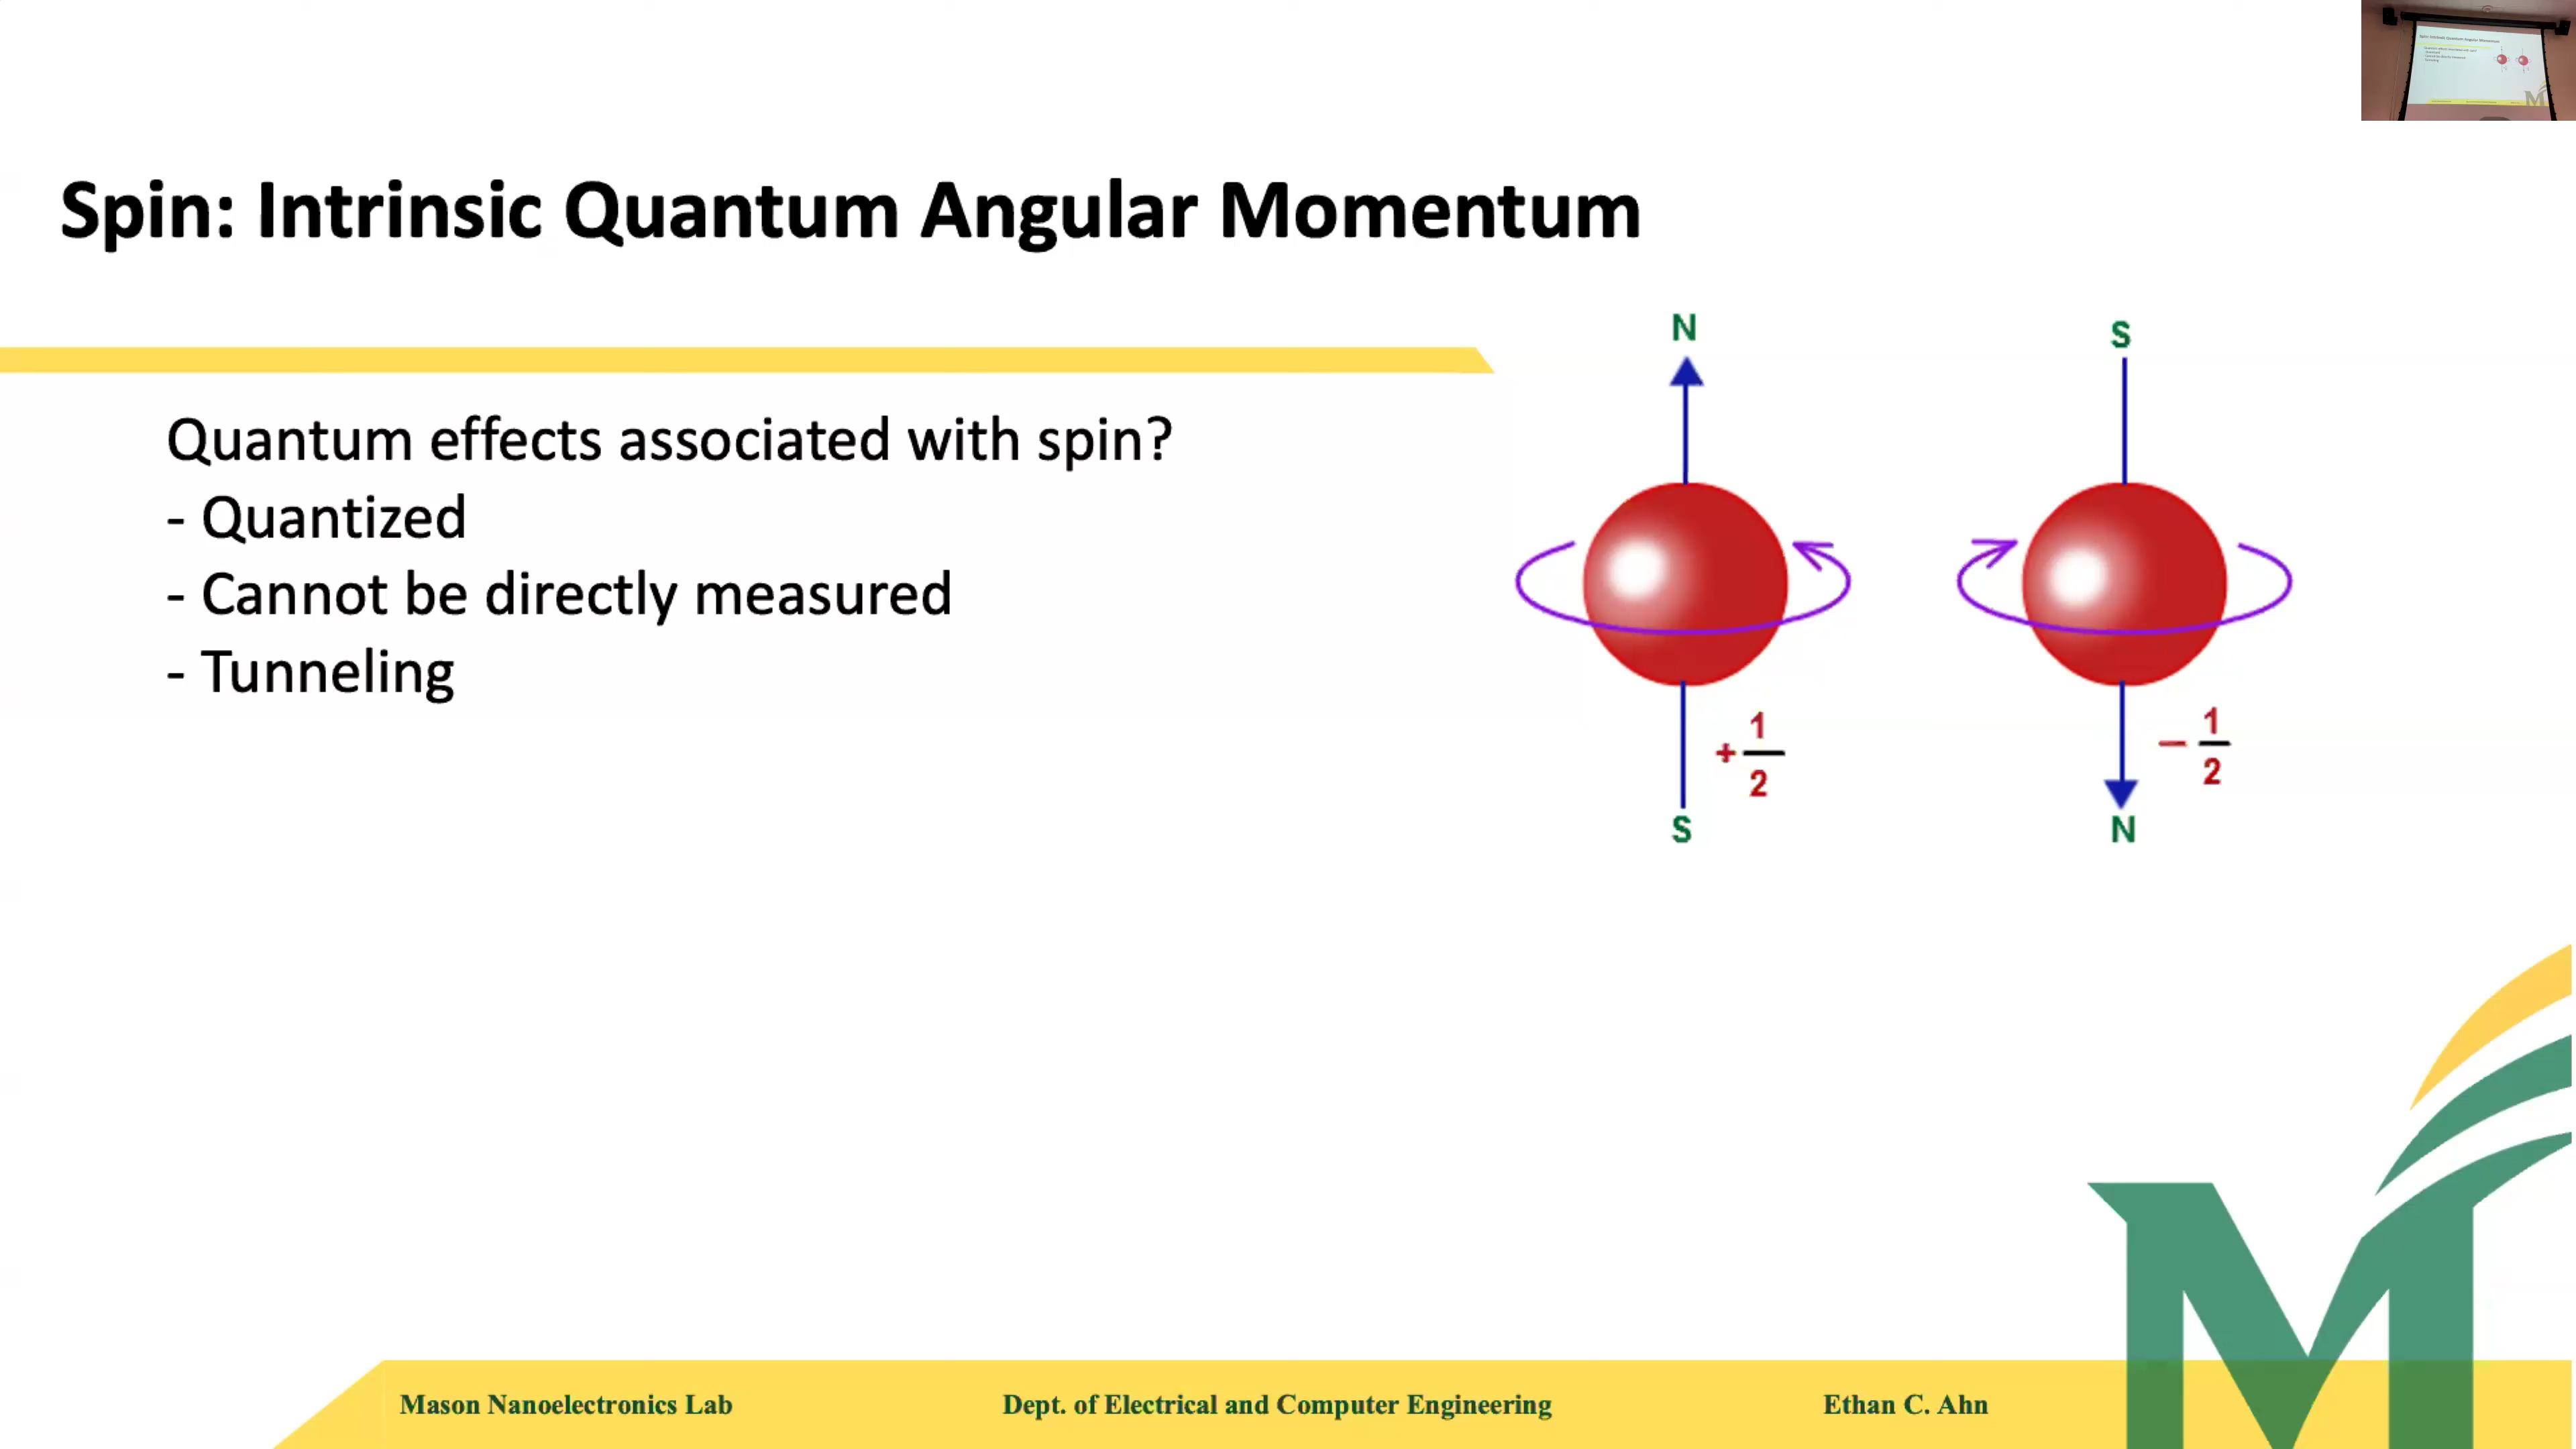 Spin: Intrinsic Quantum Angular Momentum
Quantum effects associated with spin?
- Quantized
- Cannot be directly measured
- Tunneling
N
S
+ 1/2
S
N
− 1/2
Mason Nanoelectronics Lab
Dept. of Electrical and Computer Engineering
Ethan C. Ahn
M